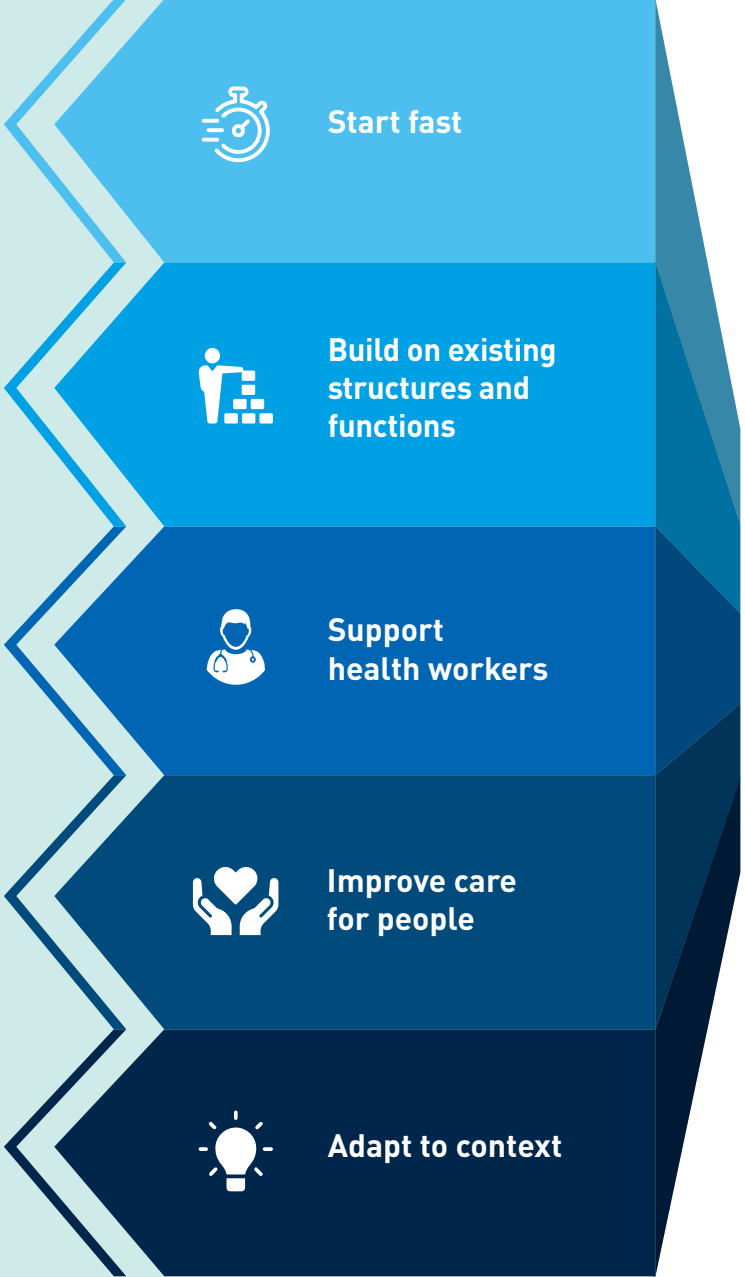 Start fast
Build on existing
structures and
functions
Support
health workers
Improve care
for people
Adapt to context